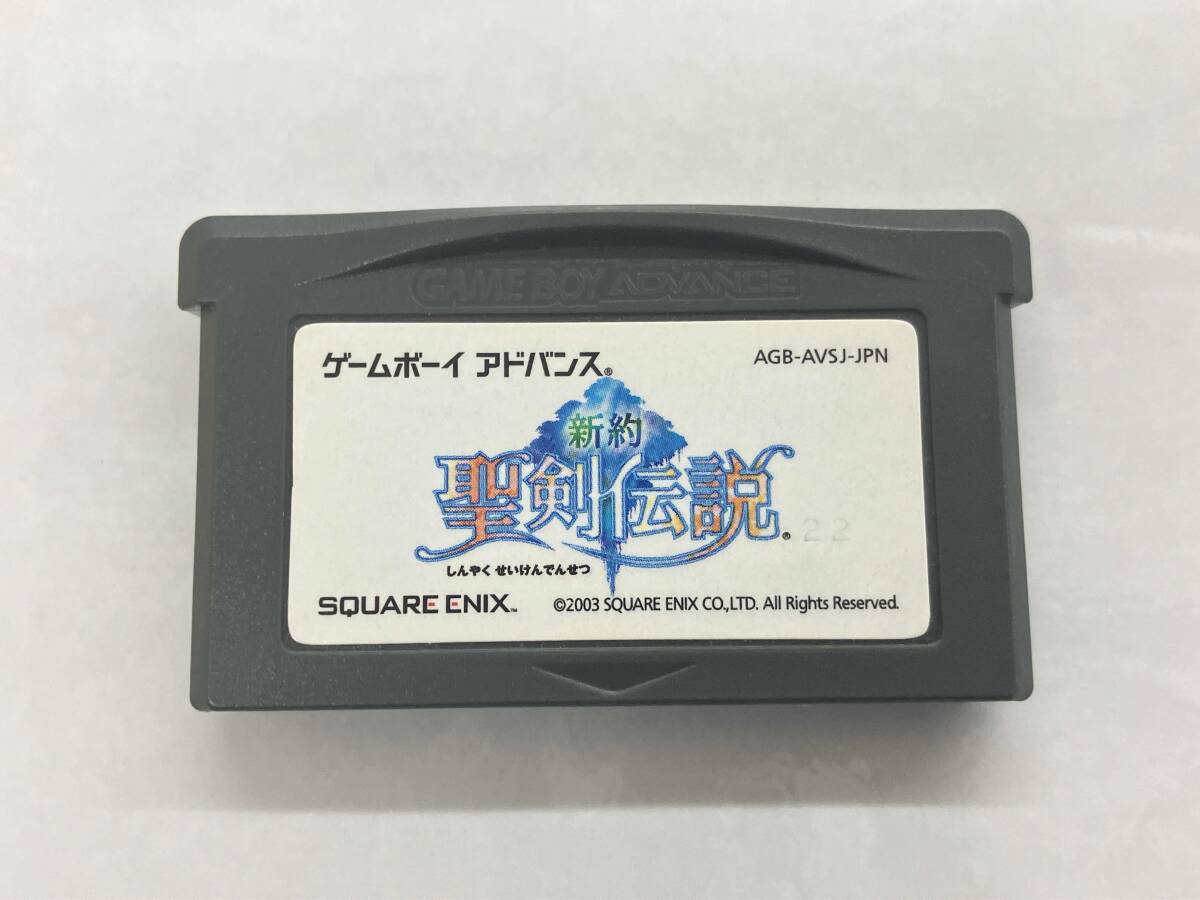 GAME BOY ADVANCE
ゲームボーイ アドバンス®
AGB-AVSJ-JPN
新約
聖剣伝説®
22
しんやく せいけんでんせつ
SQUARE ENIX™
©2003 SQUARE ENIX CO.,LTD. All Rights Reserved.